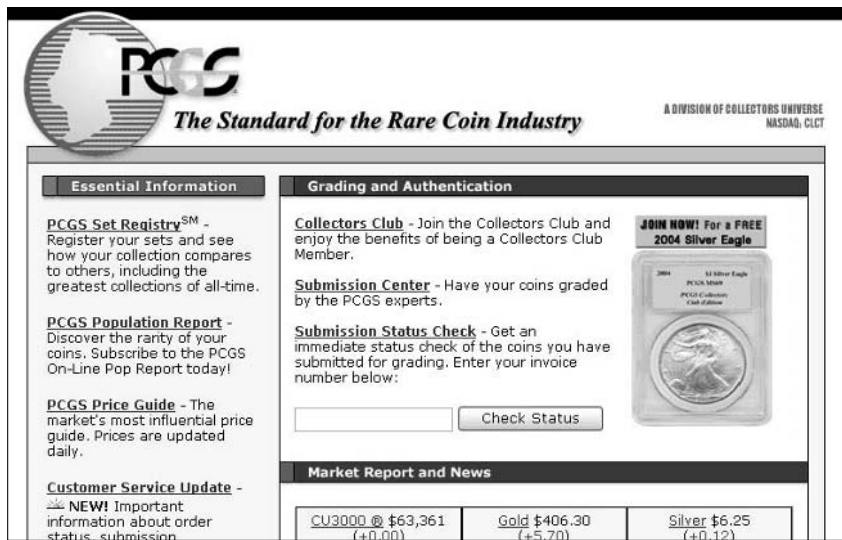 PCGS
The Standard for the Rare Coin Industry
A DIVISION OF COLLECTORS UNIVERSE
NASDAQ: CLCT
Essential Information
PCGS Set Registry℠ -
Register your sets and see
how your collection compares
to others, including the
greatest collections of all-time.
PCGS Population Report -
Discover the rarity of your
coins. Subscribe to the PCGS
On-Line Pop Report today!
PCGS Price Guide - The
market's most influential price
guide. Prices are updated
daily.
Customer Service Update -
NEW! Important
information about order
status, submission
Grading and Authentication
Collectors Club - Join the Collectors Club and
enjoy the benefits of being a Collectors Club
Member.
Submission Center - Have your coins graded
by the PCGS experts.
Submission Status Check - Get an
immediate status check of the coins you have
submitted for grading. Enter your invoice
number below:
Check Status
JOIN NOW! For a FREE
2004 Silver Eagle
2004 $1 Silver Eagle
PCGS MS69
PCGS Collectors
Club Edition
Market Report and News
CU3000 ® $63,361
(+0.00)
Gold $406.30
(+5.70)
Silver $6.25
(+0.12)